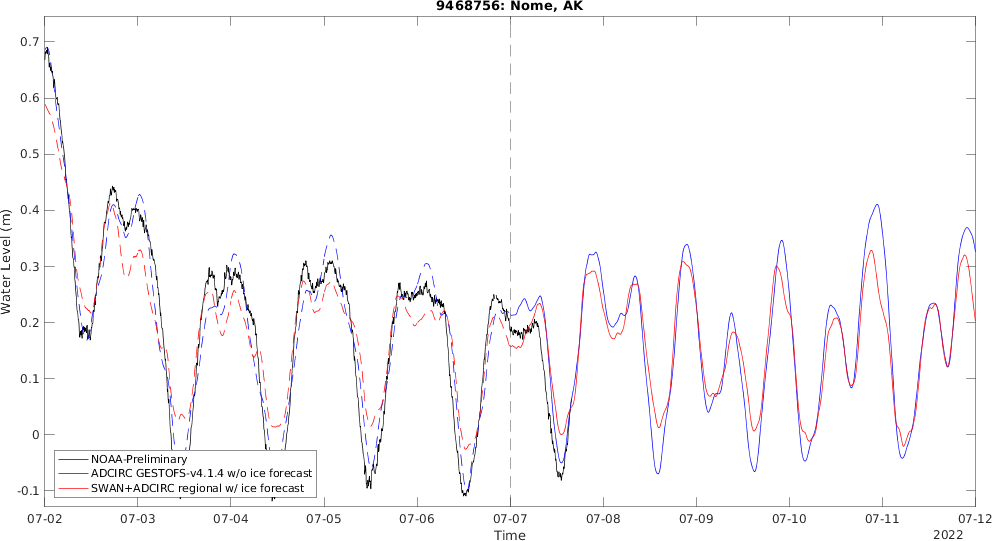 9468756: Nome, AK
Water Level (m)
0.7
0.6
0.5
0.4
0.3
0.2
0.1
0
-0.1
NOAA-Preliminary
ADCIRC GESTOFS-v4.1.4 w/o ice forecast
SWAN+ADCIRC regional w/ ice forecast
07-02 07-03 07-04 07-05 07-06 07-07 07-08 07-09 07-10 07-11 07-12
Time
2022